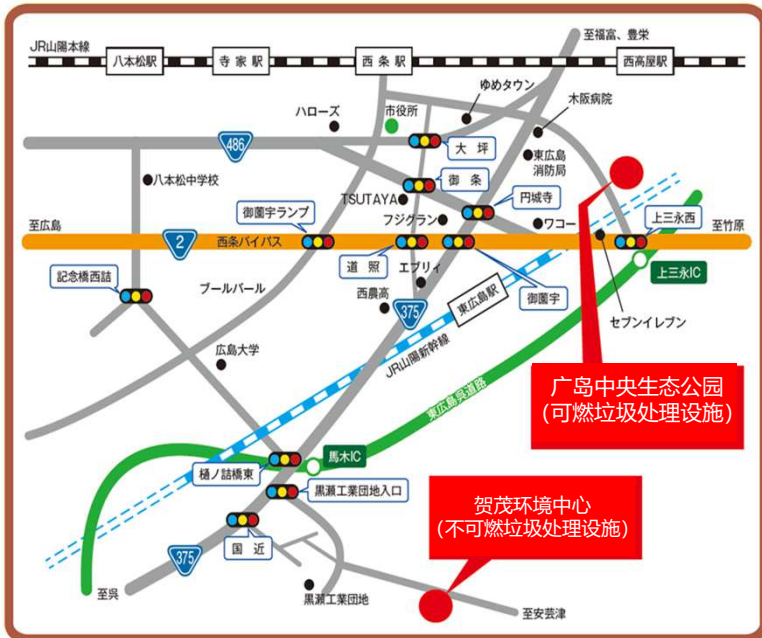 至福富、豊栄
JR山陽本線
八本松駅
寺家駅
西条駅
西高屋駅
ゆめタウン
木阪病院
ハローズ
市役所
486
大坪
東広島
消防局
八本松中学校
御条
TSUTAYA
円城寺
至広島
御薗宇ランプ
フジグラン
ワコー
上三永西
至竹原
2
西条バイパス
道照
エブリィ
御薗宇
上三永IC
記念橋西詰
ブールバール
西農高
375
東広島駅
セブンイレブン
広島大学
JR山陽新幹線
广岛中央生态公园
(可燃垃圾处理设施)
東広島呉道路
馬木IC
樋ノ詰橋東
黒瀬工業団地入口
贺茂环境中心
(不可燃垃圾处理设施)
国近
375
至呉
黒瀬工業団地
至安芸津